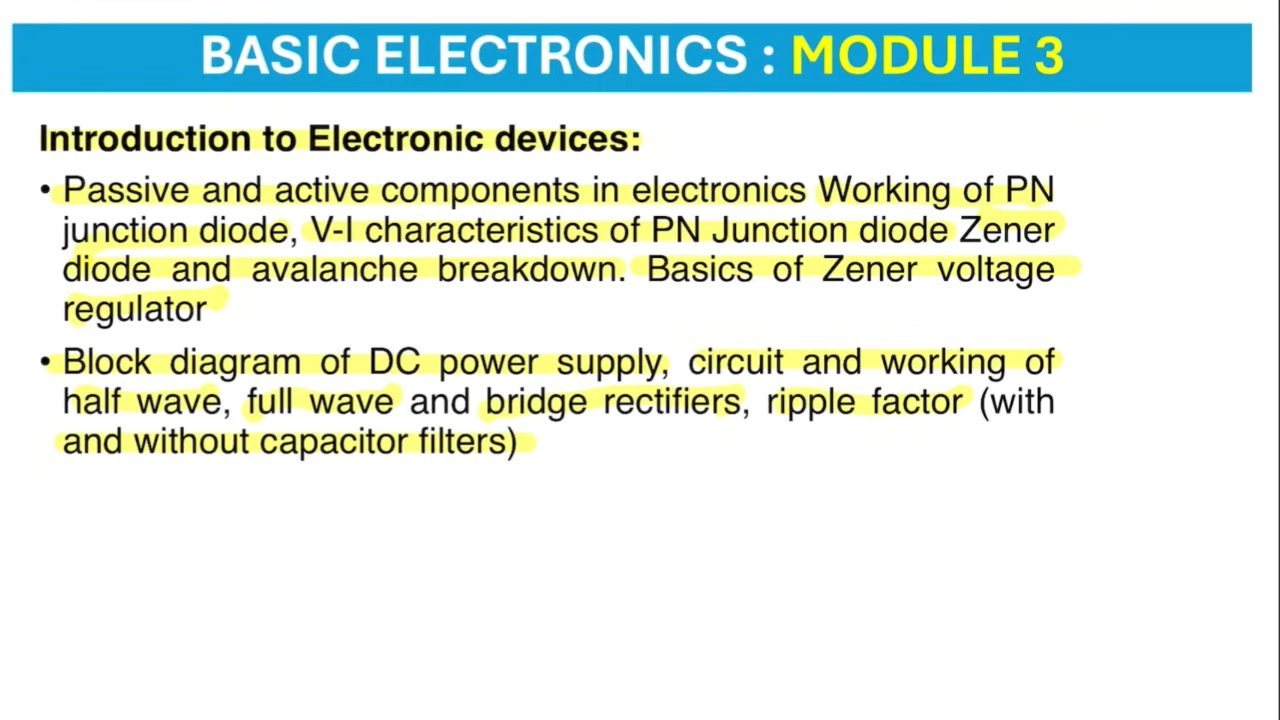 BASIC ELECTRONICS : MODULE 3
Introduction to Electronic devices:
• Passive and active components in electronics Working of PN
junction diode, V-I characteristics of PN Junction diode Zener
diode and avalanche breakdown. Basics of Zener voltage
regulator
• Block diagram of DC power supply, circuit and working of
half wave, full wave and bridge rectifiers, ripple factor (with
and without capacitor filters)